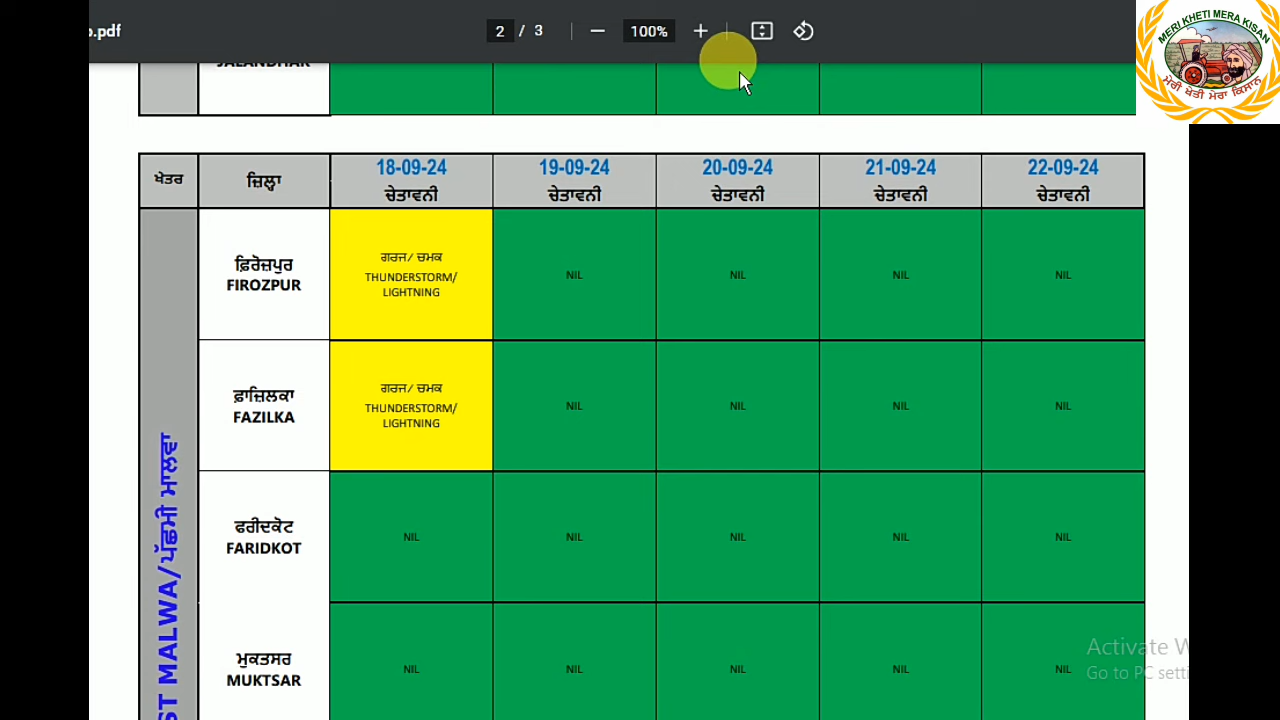 o.pdf
2 / 3
100%
MERI KHETI MERA KISAN
ਮੇਰੀ ਖੇਤੀ ਮੇਰਾ ਕਿਸਾਨ
JALANDHAR
ਖੇਤਰ ਜ਼ਿਲ੍ਹਾ 18-09-24 19-09-24 20-09-24 21-09-24 22-09-24
ਚੇਤਾਵਨੀ ਚੇਤਾਵਨੀ ਚੇਤਾਵਨੀ ਚੇਤਾਵਨੀ ਚੇਤਾਵਨੀ
ਫ਼ਿਰੋਜ਼ਪੁਰ ਗਰਜ/ ਚਮਕ
FIROZPUR THUNDERSTORM/ NIL NIL NIL NIL
LIGHTNING
ਫ਼ਾਜ਼ਿਲਕਾ ਗਰਜ/ ਚਮਕ
FAZILKA THUNDERSTORM/ NIL NIL NIL NIL
LIGHTNING
ਫਰੀਦਕੋਟ
FARIDKOT NIL NIL NIL NIL NIL
ਮੁਕਤਸਰ
MUKTSAR NIL NIL NIL NIL NIL
ST MALWA/ਪੱਛਮੀ ਮਾਲਵਾ
Activate W
Go to PC setti